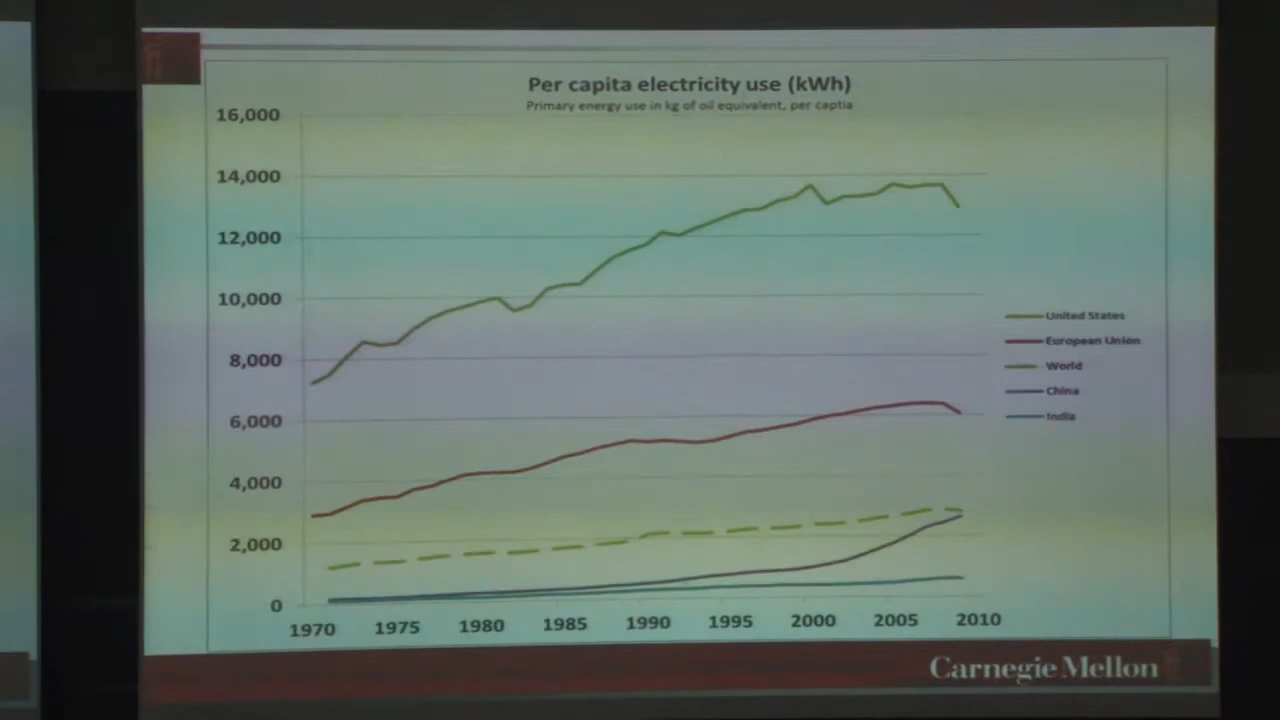 Per capita electricity use (kWh)
Primary energy use in kg of oil equivalent, per captia
16,000
14,000
12,000
10,000
8,000
6,000
4,000
2,000
0
1970 1975 1980 1985 1990 1995 2000 2005 2010
United States
European Union
World
China
India
Carnegie Mellon